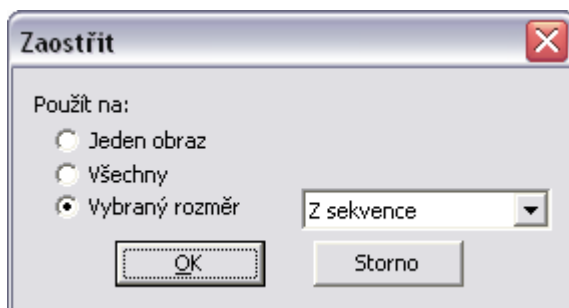 Zaostřit
Použít na:
Jeden obraz
Všechny
Vybraný rozměr
Z sekvence
OK
Storno